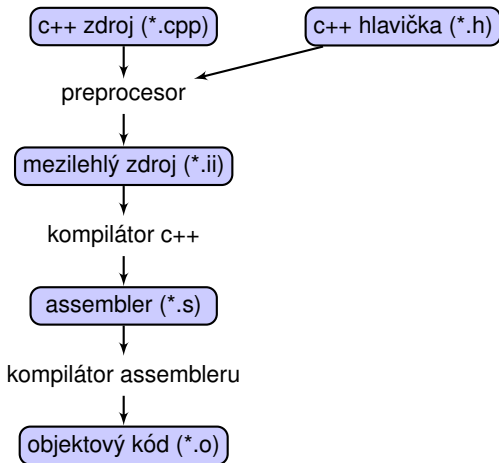 c++ zdroj (*.cpp)
c++ hlavička (*.h)
preprocesor
mezilehlý zdroj (*.ii)
kompilátor c++
assembler (*.s)
kompilátor assembleru
objektový kód (*.o)